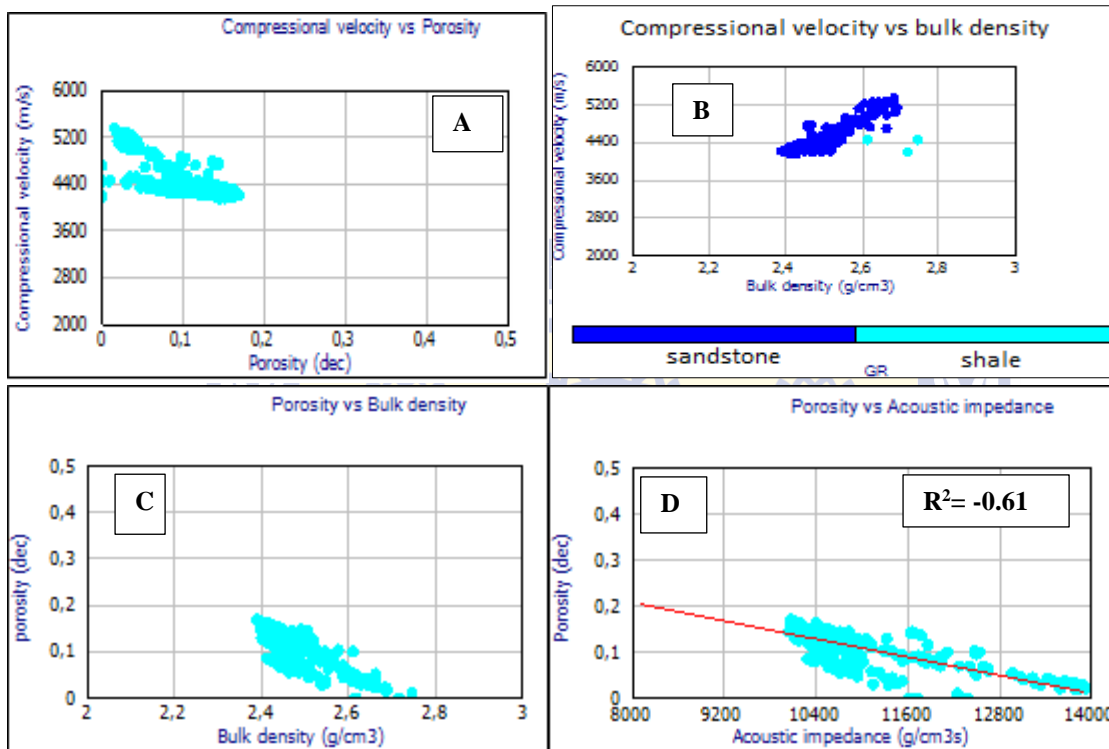 Compressional velocity vs Porosity
A
Compressional velocity (m/s)
6000
5200
4400
3600
2800
2000
0
0,1
0,2
0,3
0,4
0,5
Porosity (dec)
Compressional velocity vs bulk density
B
Compressional velocity (m/s)
6000
5200
4400
3600
2800
2000
2
2,2
2,4
2,6
2,8
3
Bulk density (g/cm3)
sandstone
shale
GR
Porosity vs Bulk density
C
porosity (dec)
0,5
0,4
0,3
0,2
0,1
0
2
2,2
2,4
2,6
2,8
3
Bulk density (g/cm3)
Porosity vs Acoustic impedance
D
R²= -0.61
Porosity (dec)
0,5
0,4
0,3
0,2
0,1
0
8000
9200
10400
11600
12800
14000
Acoustic impedance (g/cm3s)